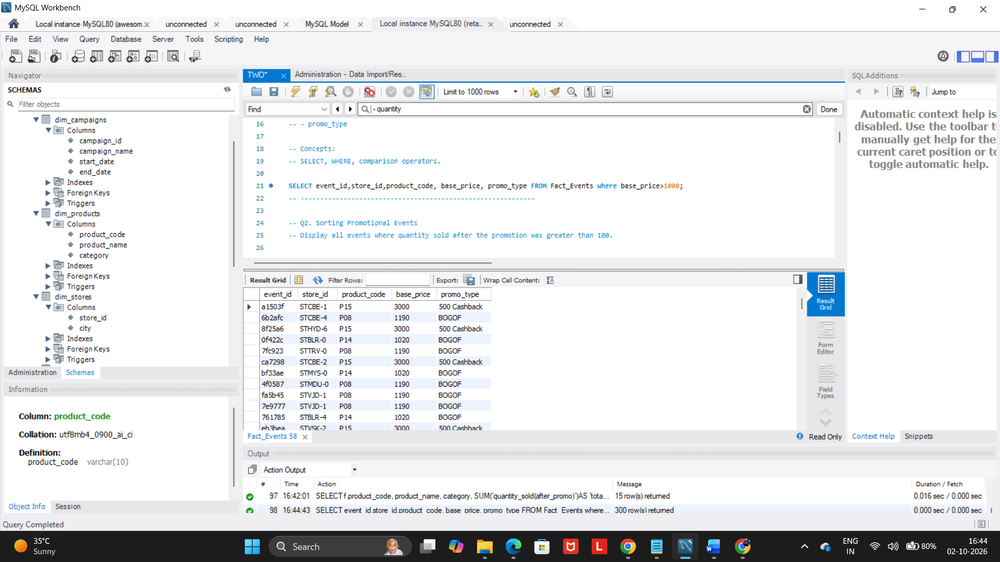 MySQL Workbench
Local instance MySQL80 (awesom...
unconnected
unconnected
MySQL Model
Local instance MySQL80 (reta...
unconnected
File Edit View Query Database Server Tools Scripting Help
Navigator
SCHEMAS
Filter objects
dim_campaigns
Columns
campaign_id
campaign_name
start_date
end_date
Indexes
Foreign Keys
Triggers
dim_products
Columns
product_code
product_name
category
Indexes
Foreign Keys
Triggers
dim_stores
Columns
store_id
city
Indexes
Foreign Keys
Triggers
Administration Schemas
Information
Column: product_code
Collation: utf8mb4_0900_ai_ci
Definition:
product_code varchar(10)
Object Info Session
Query Completed
TWO*
Administration - Data Import/Res...
Limit to 1000 rows
Find
quantity
Done
16 -- - promo_type
17
18 -- Concepts:
19 -- SELECT, WHERE, comparison operators.
20
21 SELECT event_id,store_id,product_code, base_price, promo_type FROM Fact_Events where base_price>1000;
22 -- ------------------------------------------------------------
23
24 -- Q2. Sorting Promotional Events
25 -- Display all events where quantity sold after the promotion was greater than 100.
26
Result Grid Filter Rows: Export: Wrap Cell Content:
event_id store_id product_code base_price promo_type
a1503f STCBE-1 P15 3000 500 Cashback
6b2afc STCBE-4 P08 1190 BOGOF
8f25a6 STHYD-6 P15 3000 500 Cashback
0f422c STBLR-0 P14 1020 BOGOF
7fc923 STTRV-0 P08 1190 BOGOF
ca7298 STCBE-2 P15 3000 500 Cashback
bf33ae STMYS-0 P14 1020 BOGOF
4f0587 STMDU-0 P08 1190 BOGOF
fa5b45 STVJD-1 P08 1190 BOGOF
7e9777 STVJD-1 P08 1190 BOGOF
761785 STBLR-4 P14 1020 BOGOF
eb3bea STVSK-2 P15 3000 500 Cashback
Result Grid
Form Editor
Field Types
Fact_Events 58
Read Only
Output
Action Output
# Time Action Message Duration / Fetch
97 16:42:01 SELECT f.product_code, product_name, category, SUM(`quantity_sold(after_promo)`)AS `tota... 15 row(s) returned 0.016 sec / 0.000 sec
98 16:44:43 SELECT event_id,store_id,product_code, base_price, promo_type FROM Fact_Events where... 300 row(s) returned 0.000 sec / 0.000 sec
SQLAdditions
Jump to
Automatic context help is
disabled. Use the toolbar t
manually get help for the
current caret position or to
toggle automatic help.
Context Help Snippets
35°C
Sunny
Search
ENG
IN
80%
16:44
02-10-2026